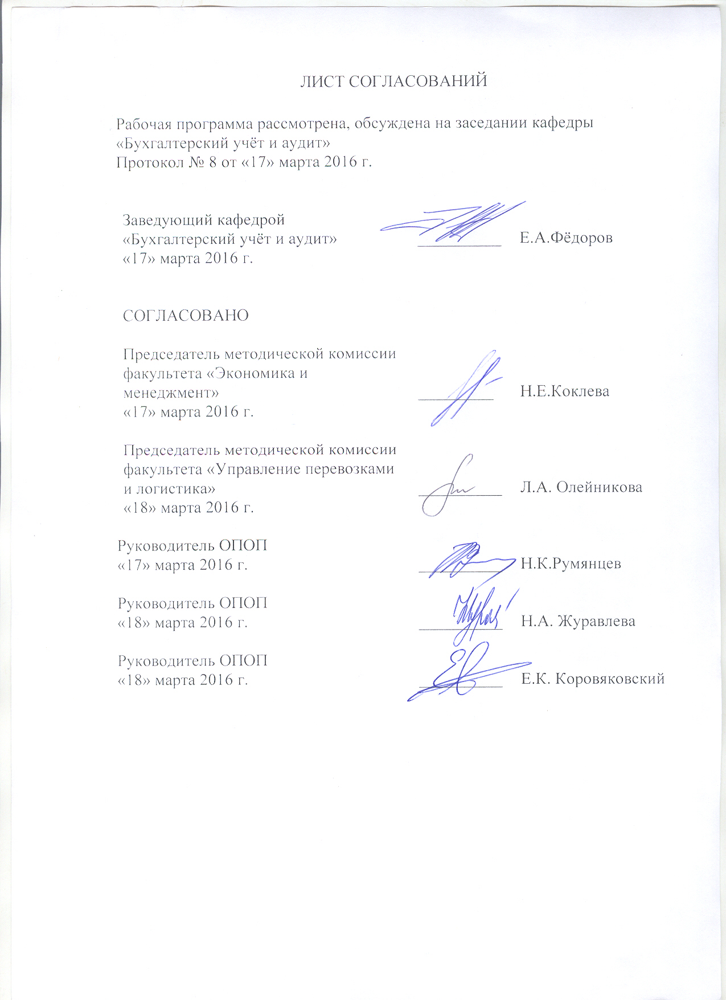 ЛИСТ СОГЛАСОВАНИЙ
Рабочая программа рассмотрена, обсуждена на заседании кафедры
«Бухгалтерский учёт и аудит»
Протокол № 8 от «17» марта 2016 г.
Заведующий кафедрой
«Бухгалтерский учёт и аудит» Е.А.Фёдоров
«17» марта 2016 г.
СОГЛАСОВАНО
Председатель методической комиссии
факультета «Экономика и
менеджмент» Н.Е.Коклева
«17» марта 2016 г.
Председатель методической комиссии
факультета «Управление перевозками
и логистика» Л.А. Олейникова
«18» марта 2016 г.
Руководитель ОПОП
«17» марта 2016 г. Н.К.Румянцев
Руководитель ОПОП
«18» марта 2016 г. Н.А. Журавлева
Руководитель ОПОП
«18» марта 2016 г. Е.К. Коровяковский